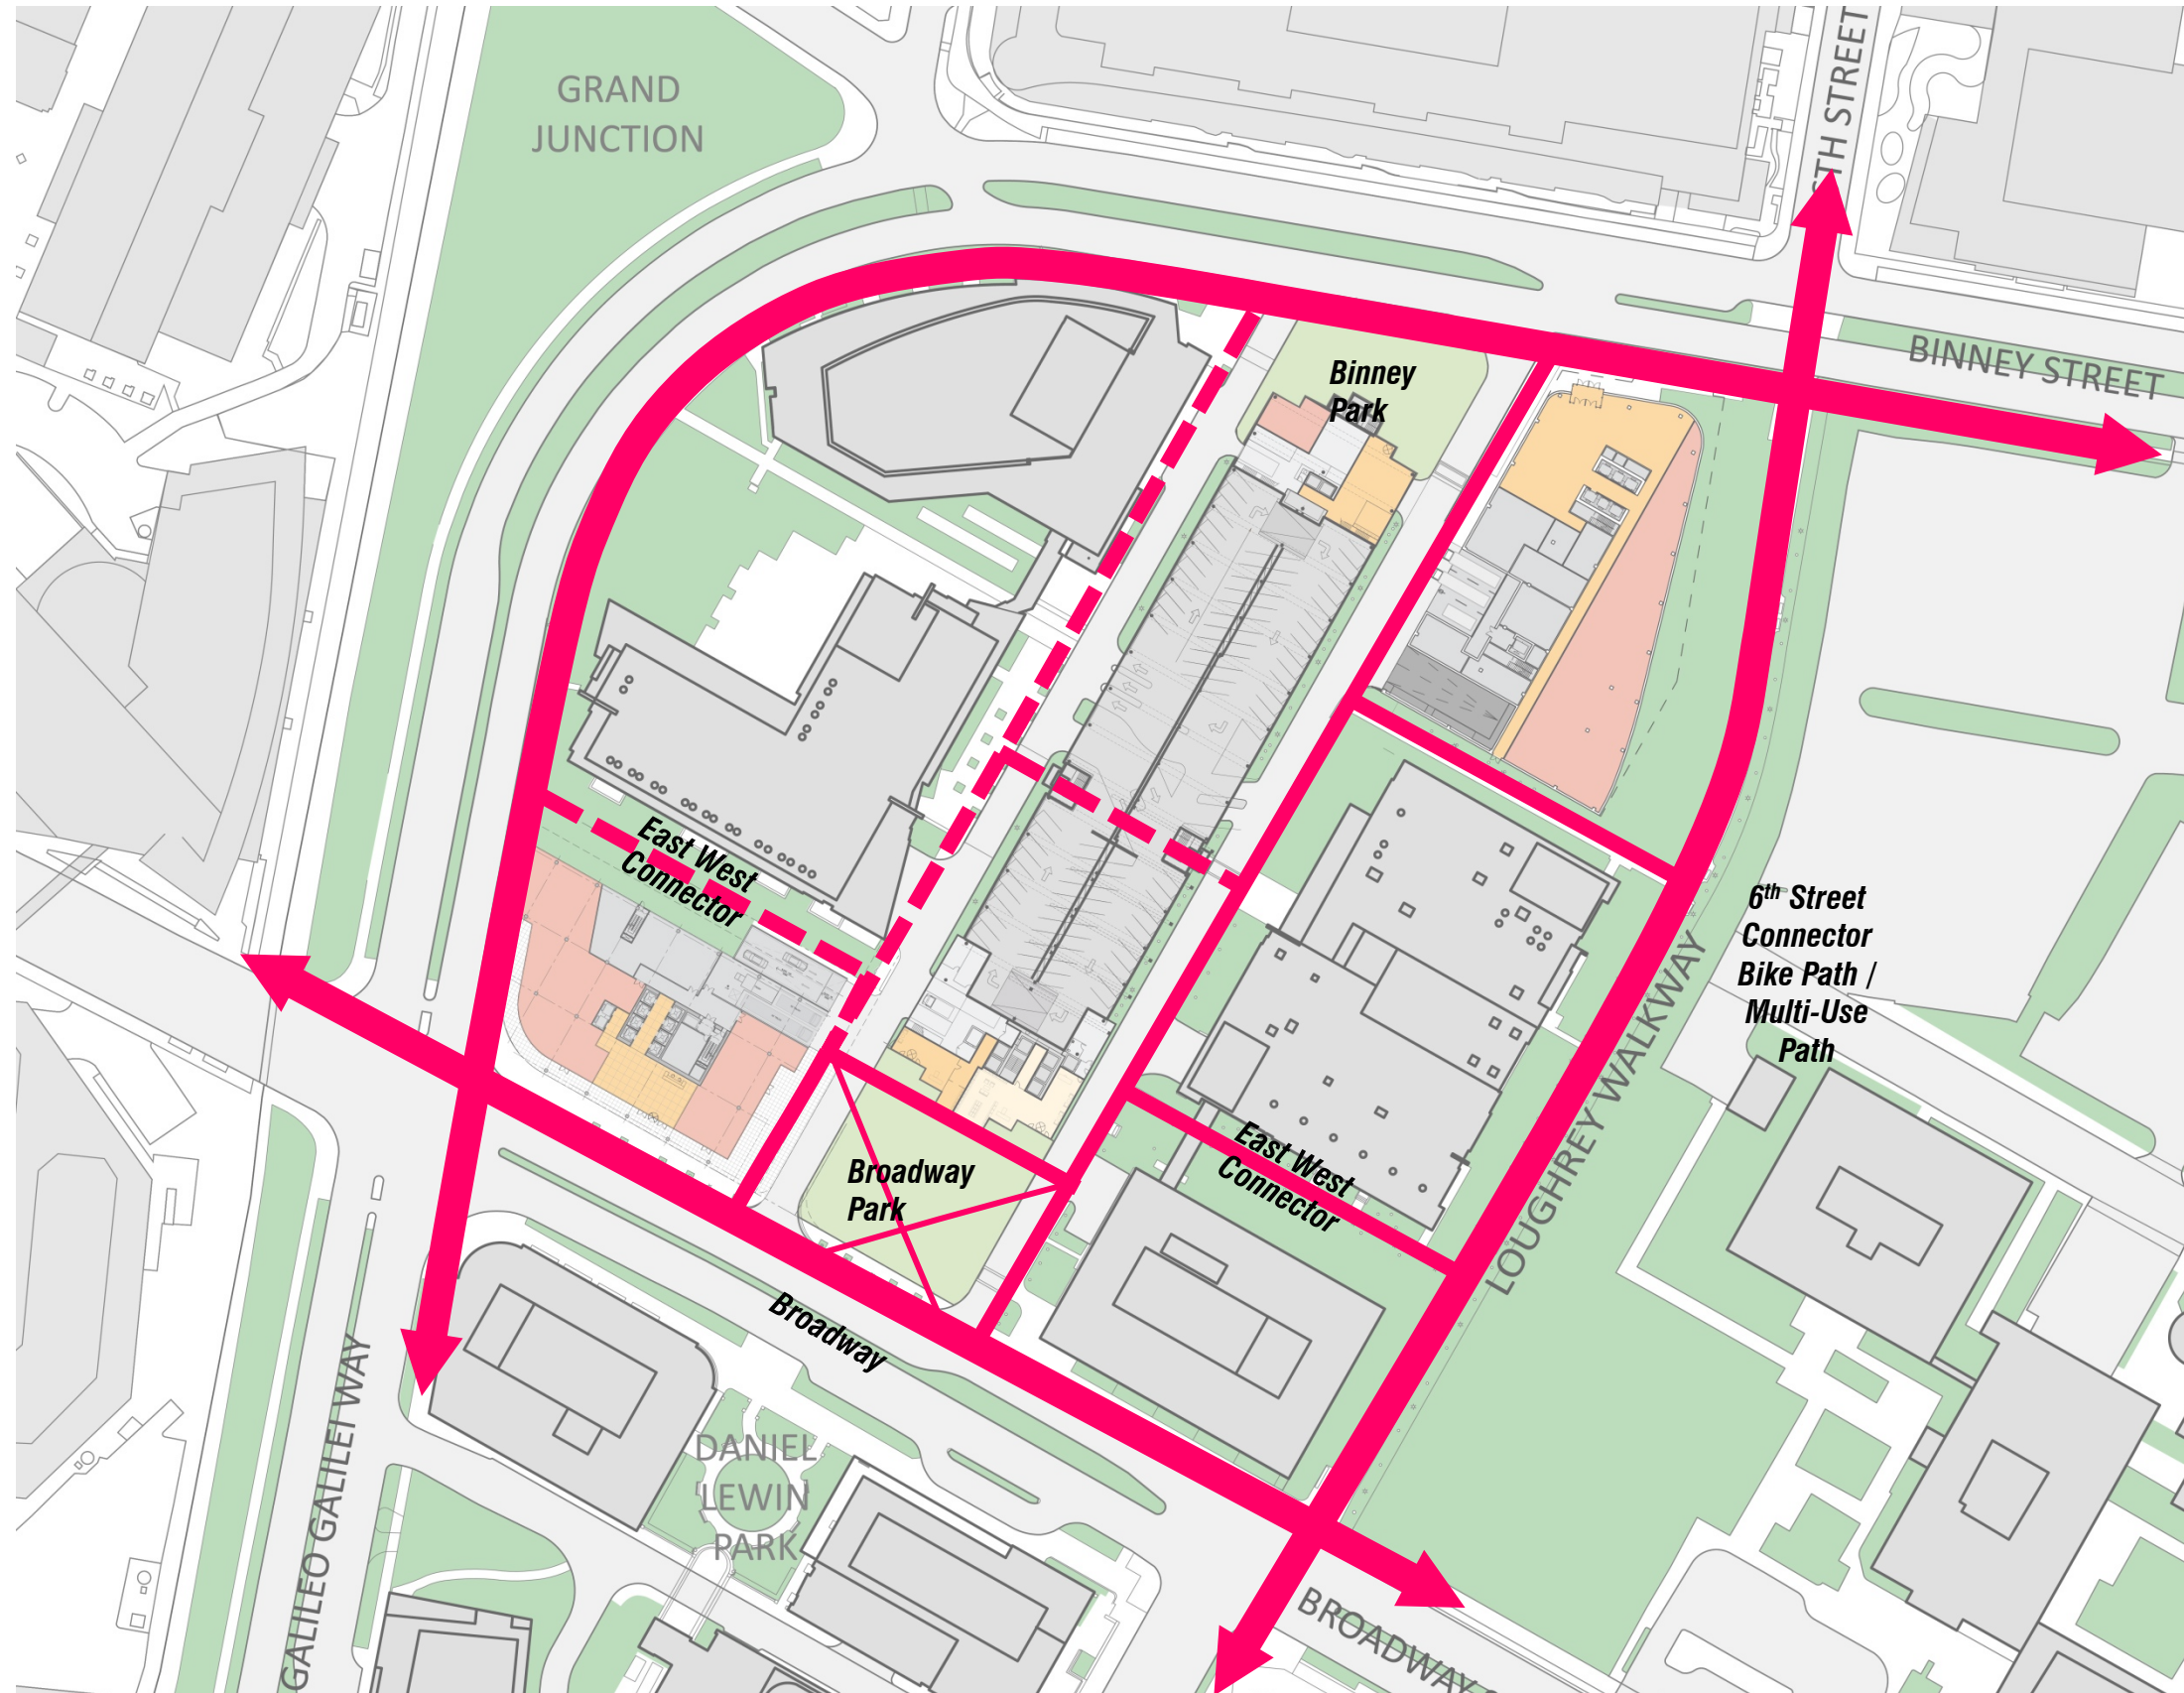 GRAND
JUNCTION
6TH STREET
BINNEY STREET
Binney
Park
East West
Connector
6th Street
Connector
Bike Path /
Multi-Use
Path
LOUGHREY WALKWAY
East West
Connector
Broadway
Park
Broadway
GALILEO GALILEI WAY
DANIEL
LEWIN
PARK
BROADWAY